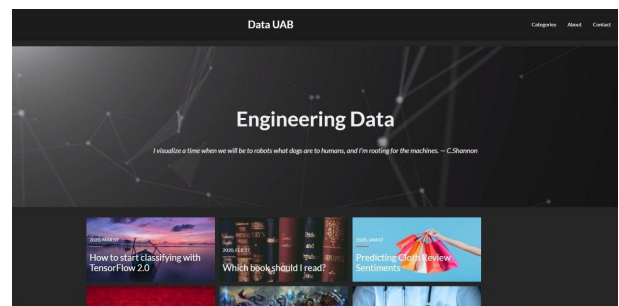 Data UAB
Categories About Contact
Engineering Data
I visualize a time when we will be to robots what dogs are to humans, and I'm rooting for the machines. — C.Shannon
2020, MAR 07
How to start classifying with
TensorFlow 2.0
2020, FEB 07
Which book should I read?
2020, JAN 07
Predicting Cloth Review
Sentiments